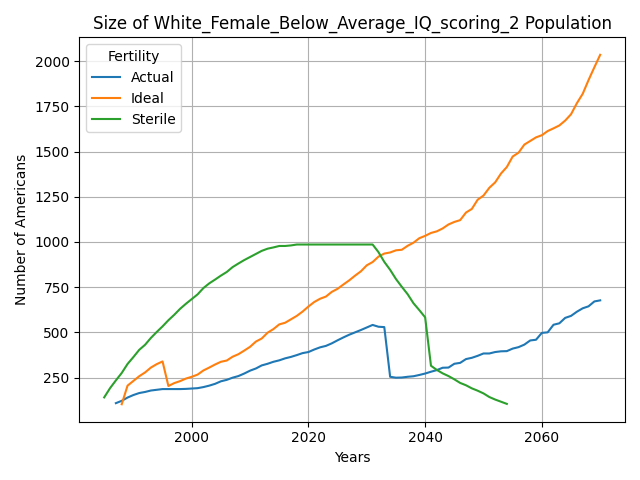 Size of White_Female_Below_Average_IQ_scoring_2 Population
Fertility
Actual
Ideal
Sterile
Number of Americans
2000
1750
1500
1250
1000
750
500
250
2000
2020
2040
2060
Years